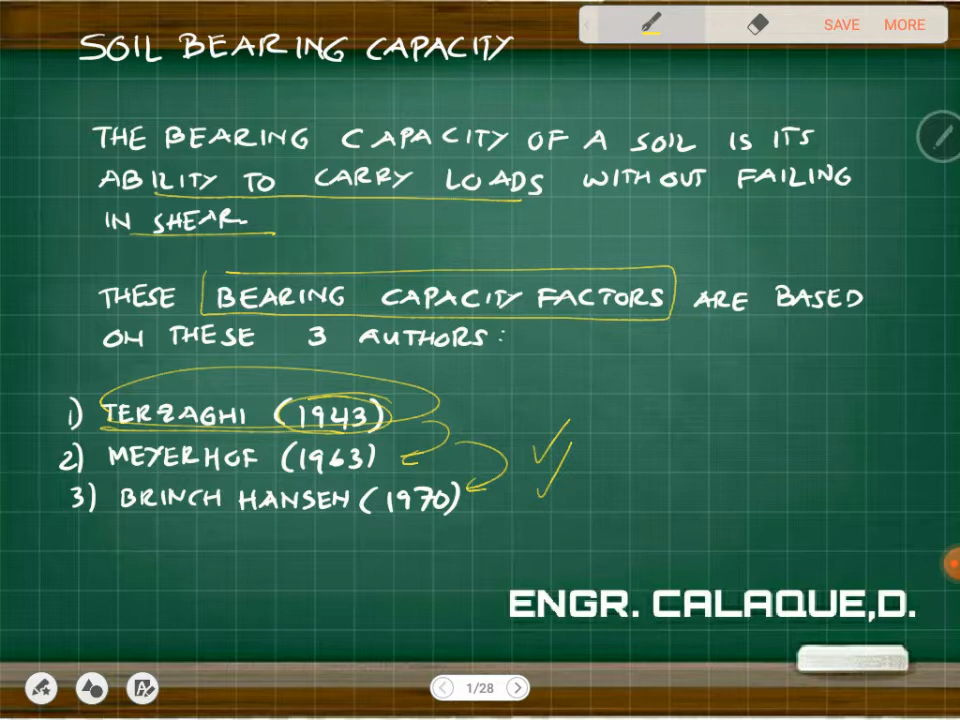 SAVE MORE
SOIL BEARING CAPACITY
THE BEARING CAPACITY OF A SOIL IS ITS
ABILITY TO CARRY LOADS WITHOUT FAILING
IN SHEAR.
THESE BEARING CAPACITY FACTORS ARE BASED
ON THESE 3 AUTHORS:
1) TERZAGHI (1943)
2) MEYERHOF (1963)
3) BRINCH HANSEN (1970)
ENGR. CALAQUE,D.
1/28